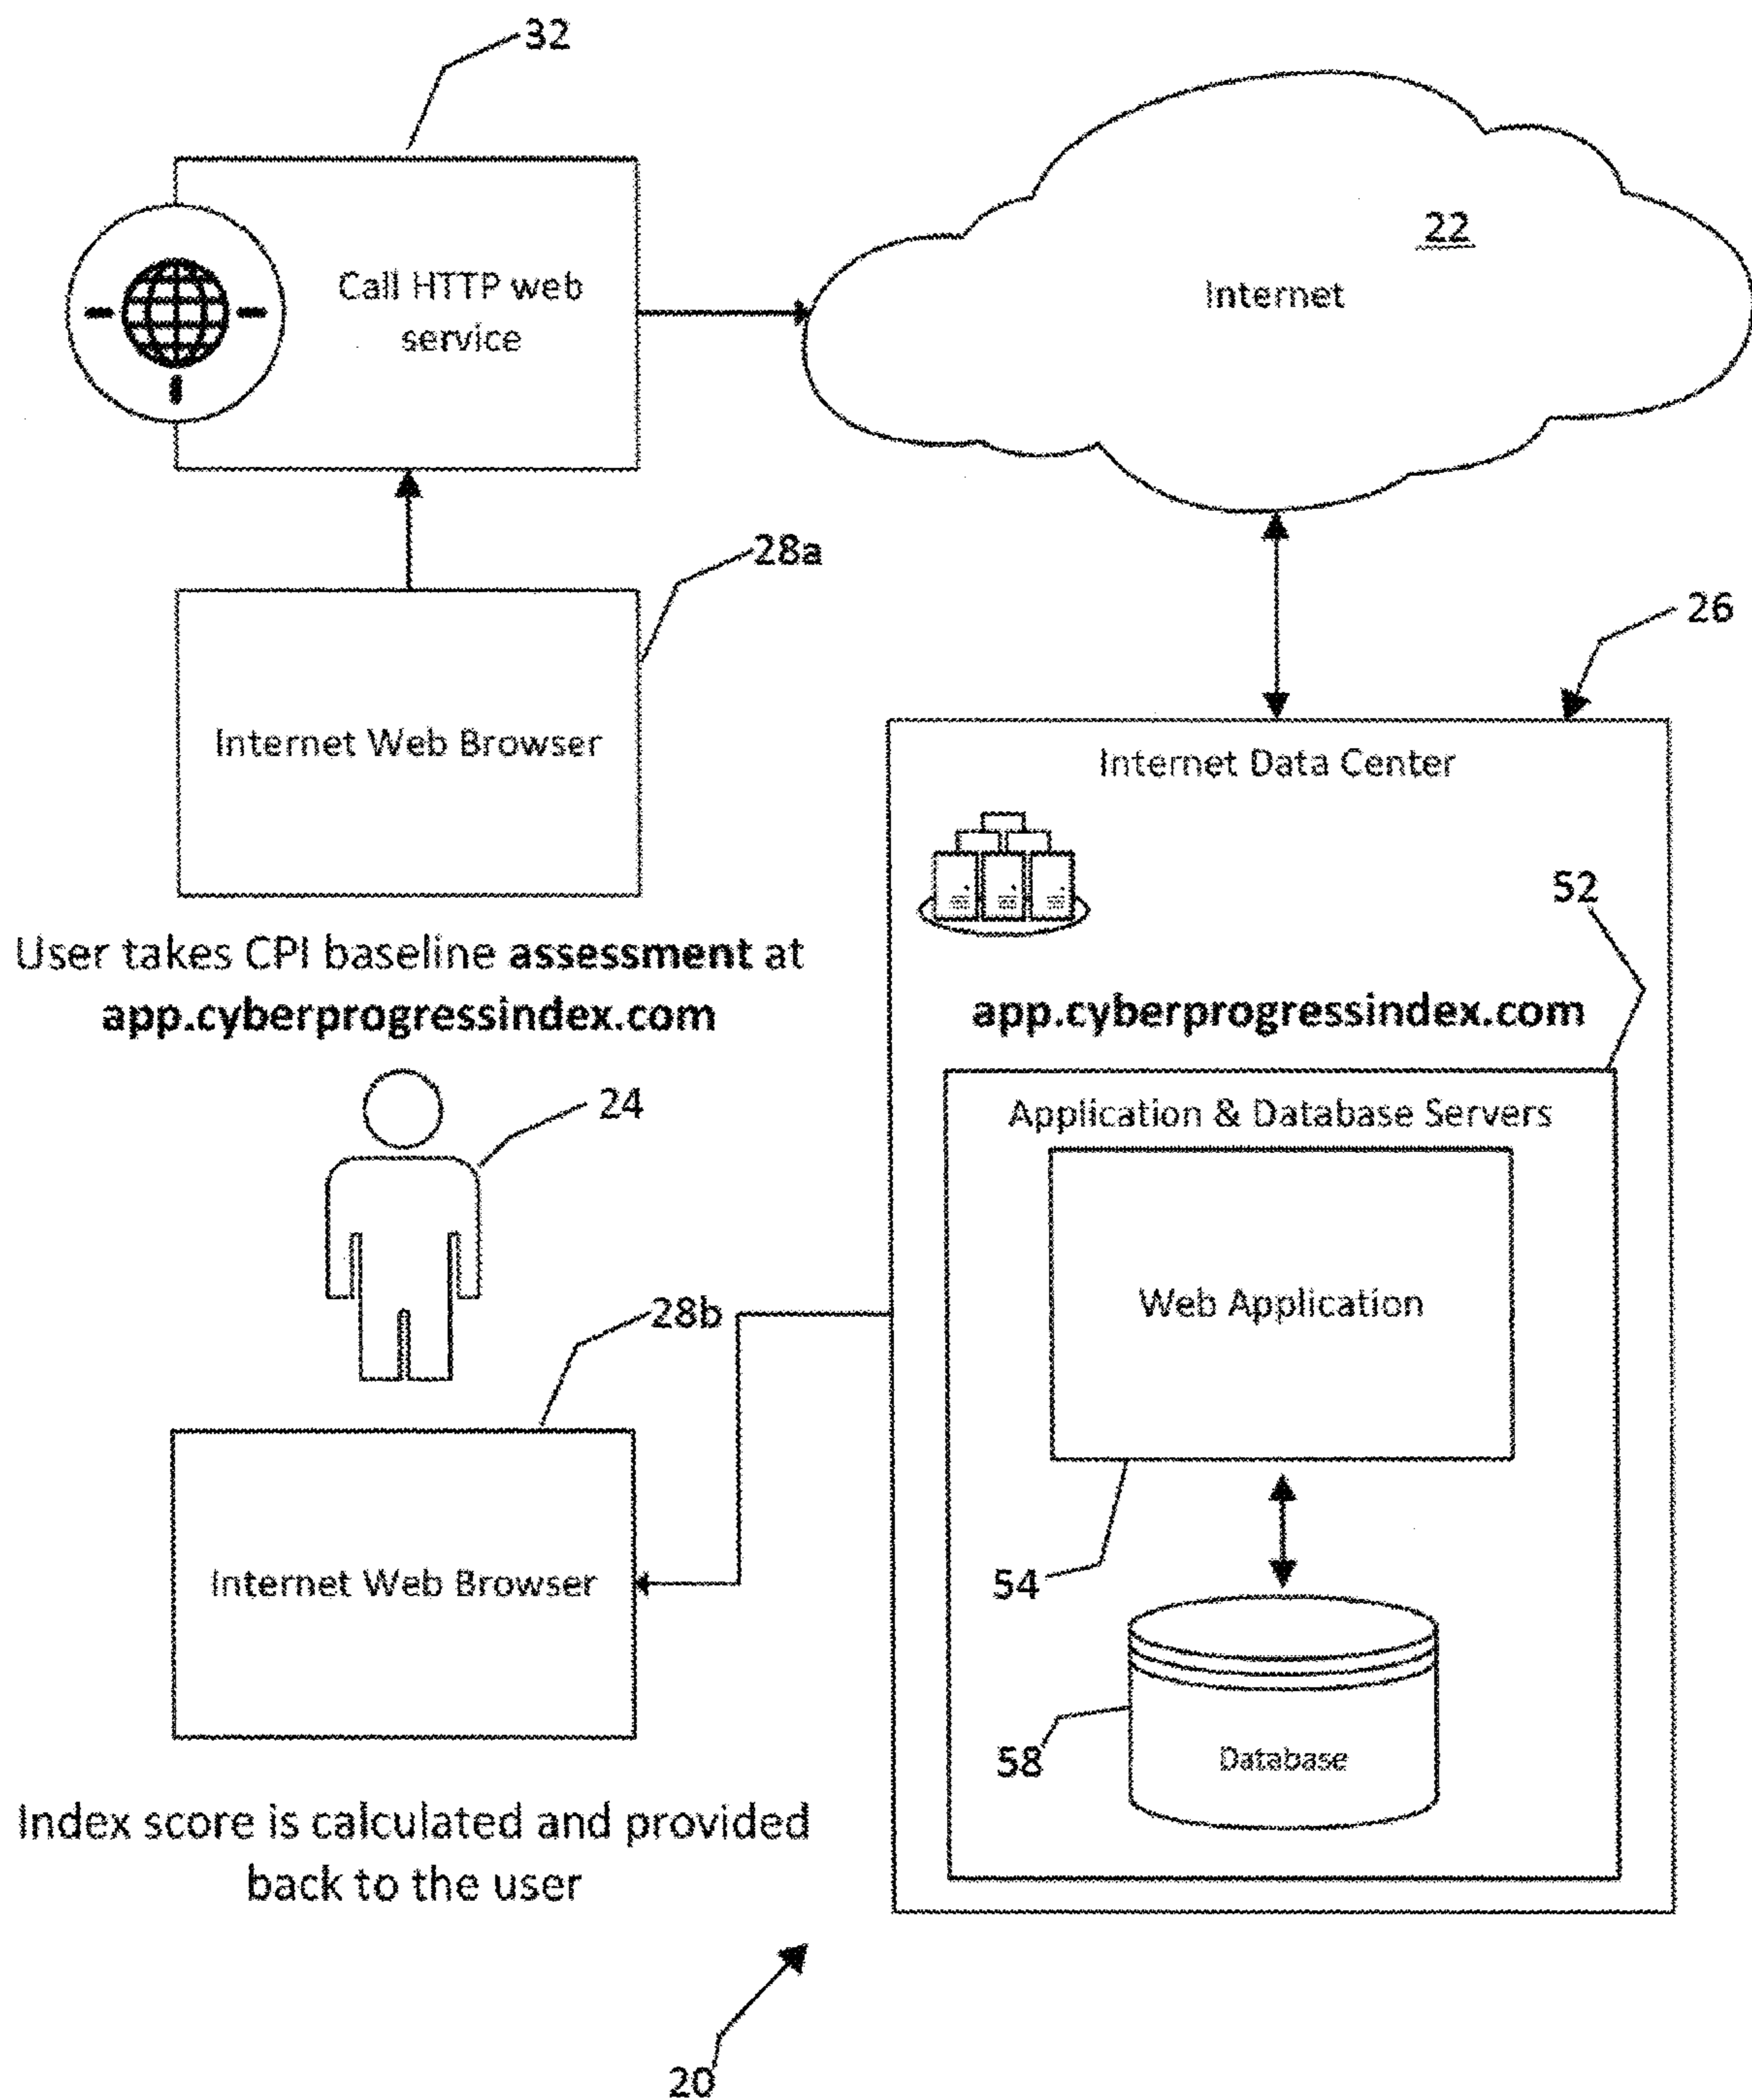 32
22
Internet
Call HTTP web
service
28a
26
Internet Web Browser
Internet Data Center
52
User takes CPI baseline assessment at
app.cyberprogressindex.com
app.cyberprogressindex.com
24
Application & Database Servers
Web Application
28b
Internet Web Browser
54
58
Database
Index score is calculated and provided
back to the user
20